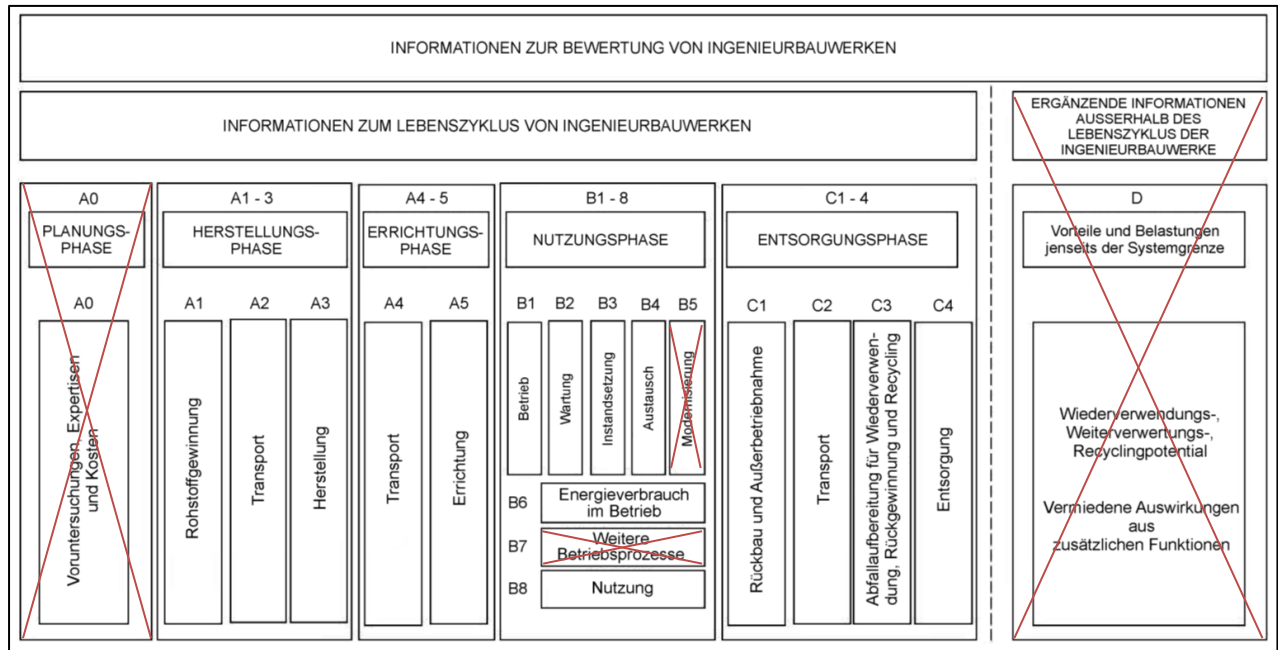 INFORMATIONEN ZUR BEWERTUNG VON INGENIEURBAUWERKEN
INFORMATIONEN ZUM LEBENSZYKLUS VON INGENIEURBAUWERKEN
ERGÄNZENDE INFORMATIONEN
AUSSERHALB DES
LEBENSZYKLUS DER
INGENIEURBAUWERKE
A0
PLANUNGS-
PHASE
A0
Voruntersuchungen, Expertisen
und Kosten
A1 - 3
HERSTELLUNGS-
PHASE
A1
A2
A3
Rohstoffgewinnung
Transport
Herstellung
A4 - 5
ERRICHTUNGS-
PHASE
A4
A5
Transport
Errichtung
B1 - 8
NUTZUNGSPHASE
B1
B2
B3
B4
B5
Betrieb
Wartung
Instandsetzung
Austausch
Modernisierung
B6
Energieverbrauch
im Betrieb
B7
Weitere
Betriebsprozesse
B8
Nutzung
C1 - 4
ENTSORGUNGSPHASE
C1
C2
C3
C4
Rückbau und Außerbetriebnahme
Transport
Abfallaufbereitung für Wiederverwen-
dung, Rückgewinnung und Recycling
Entsorgung
D
Vorteile und Belastungen
jenseits der Systemgrenze
Wiederverwendungs-,
Weiterverwertungs-,
Recyclingpotential
Vermiedene Auswirkungen
aus
zusätzlichen Funktionen